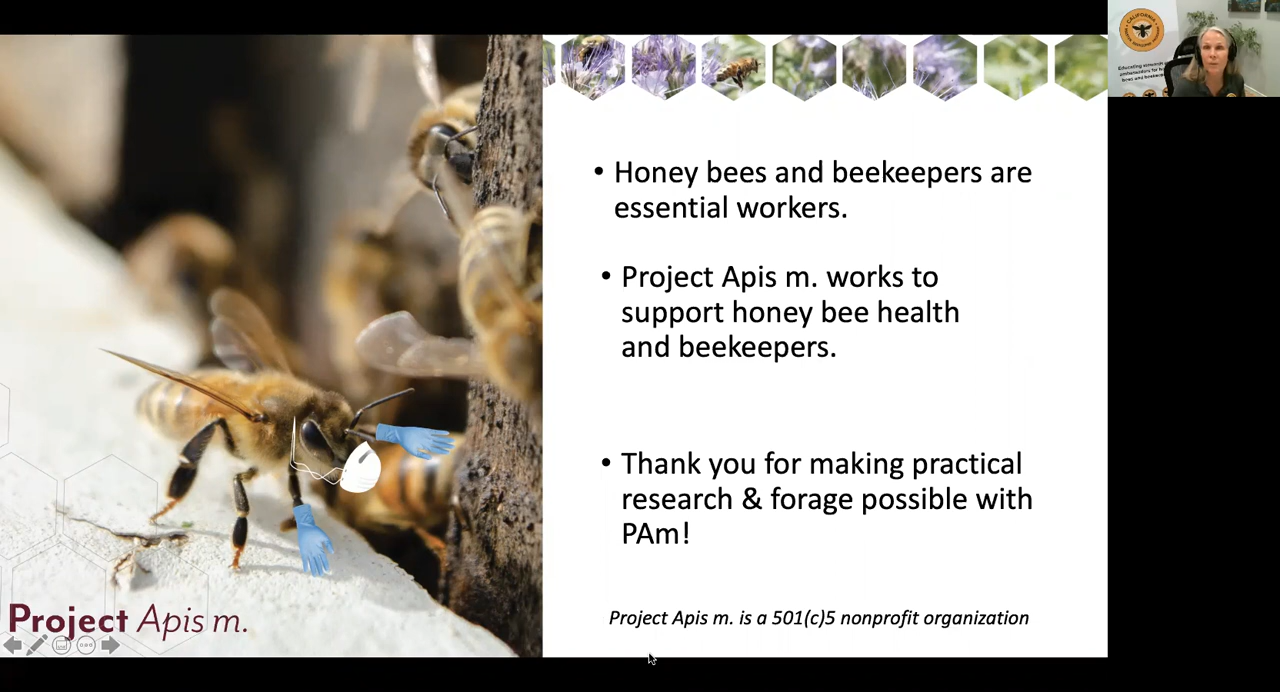 CALIFORNIA
Honey bees and beekeepers are
essential workers.
Project Apis m. works to
support honey bee health
and beekeepers.
Thank you for making practical
research & forage possible with
PAm!
Project Apis m. is a 501(c)5 nonprofit organization
Project Apis m.